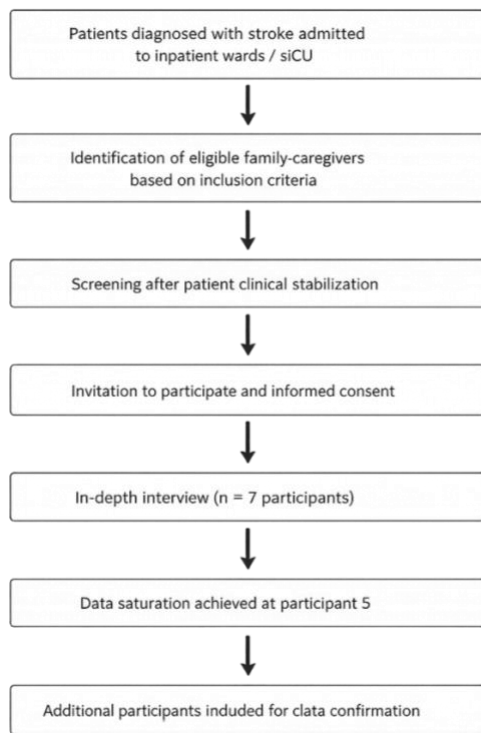 Patients diagnosed with stroke admitted
to inpatient wards / siCU
Identification of eligible family-caregivers
based on inclusion criteria
Screening after patient clinical stabilization
Invitation to participate and informed consent
In-depth interview (n = 7 participants)
Data saturation achieved at participant 5
Additional participants included for clata confirmation